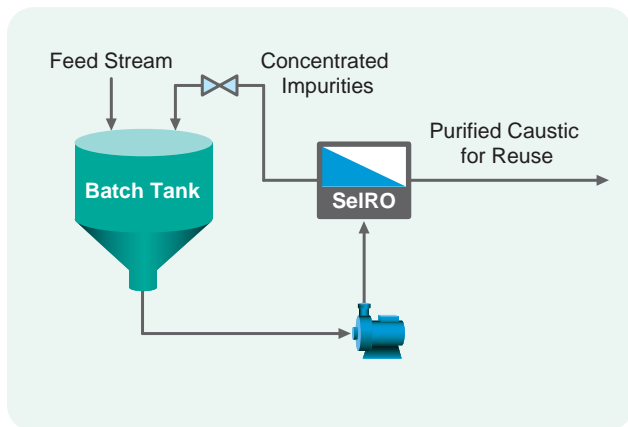 Feed Stream
Concentrated
Impurities
Purified Caustic
for Reuse
Batch Tank
SelRO